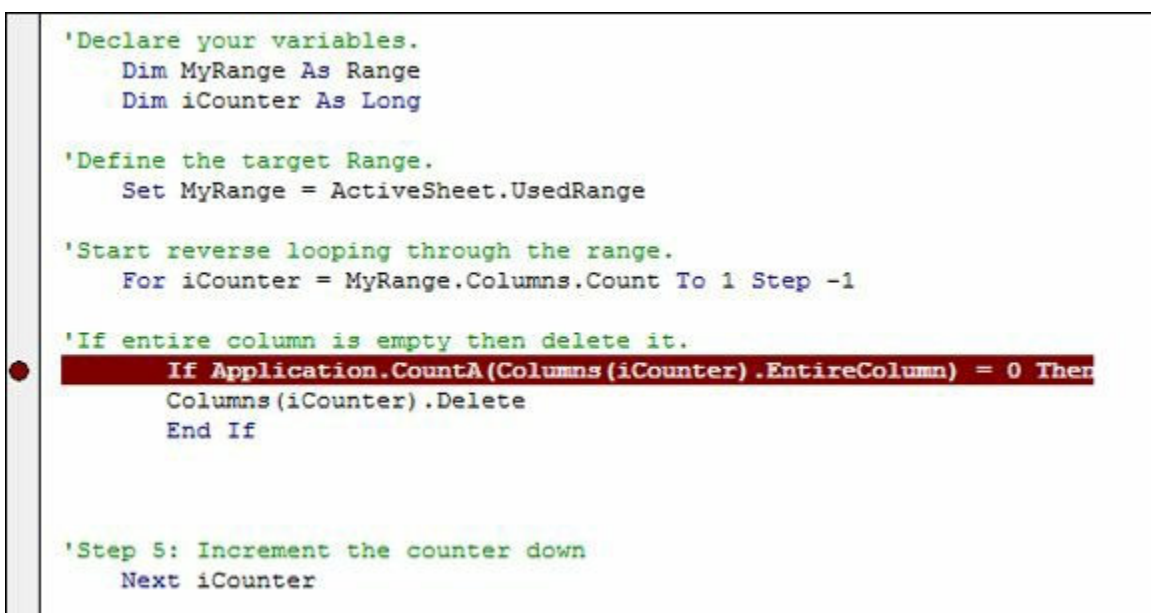 'Declare your variables.
Dim MyRange As Range
Dim iCounter As Long
'Define the target Range.
Set MyRange = ActiveSheet.UsedRange
'Start reverse looping through the range.
For iCounter = MyRange.Columns.Count To 1 Step -1
'If entire column is empty then delete it.
If Application.CountA(Columns(iCounter).EntireColumn) = 0 Then
Columns(iCounter).Delete
End If
'Step 5: Increment the counter down
Next iCounter